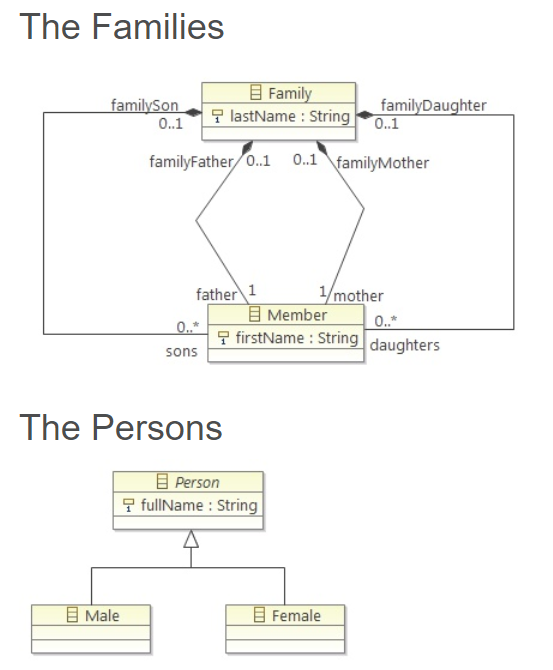 The Families
Family
familySon
familyDaughter
0..1
lastName : String
0..1
familyFather
0..1
0..1
familyMother
father
1
1
mother
0..*
Member
0..*
sons
firstName : String
daughters
The Persons
Person
fullName : String
Male
Female